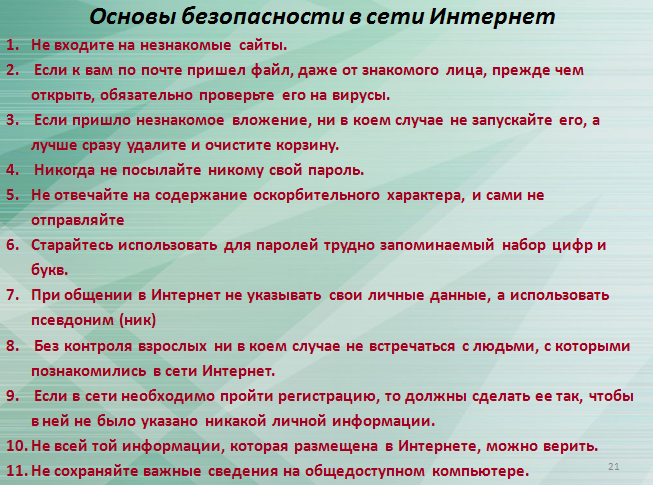 Основы безопасности в сети Интернет
1. Не входите на незнакомые сайты.
2. Если к вам по почте пришел файл, даже от знакомого лица, прежде чем
открыть, обязательно проверьте его на вирусы.
3. Если пришло незнакомое вложение, ни в коем случае не запускайте его, а
лучше сразу удалите и очистите корзину.
4. Никогда не посылайте никому свой пароль.
5. Не отвечайте на содержание оскорбительного характера, и сами не
отправляйте
6. Старайтесь использовать для паролей трудно запоминаемый набор цифр и
букв.
7. При общении в Интернет не указывать свои личные данные, а использовать
псевдоним (ник)
8. Без контроля взрослых ни в коем случае не встречаться с людьми, с которыми
познакомились в сети Интернет.
9. Если в сети необходимо пройти регистрацию, то должны сделать ее так, чтобы
в ней не было указано никакой личной информации.
10. Не всей той информации, которая размещена в Интернете, можно верить.
11. Не сохраняйте важные сведения на общедоступном компьютере.
21